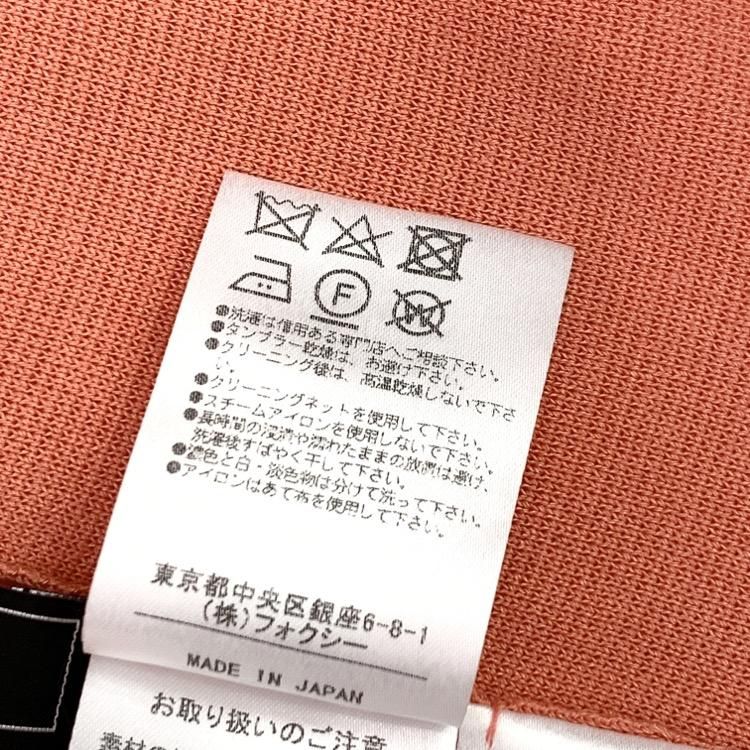 F
W
●洗濯は信用ある専門店へご相談下さい。
●タンブラー乾燥は、お避け下さい。
●クリーニング後は、高温乾燥しないで下さい。
●クリーニングネットを使用して下さい。
●スチームアイロンを使用しないで下さい。
●長時間の浸漬や濡れたままの放置は避け、
洗濯後すばやく干して下さい。
●濃色と白・淡色物は分けて洗って下さい。
●アイロンはあて布を使用して下さい。
東京都中央区銀座6-8-1
(株)フォクシー
MADE IN JAPAN
お取り扱いのご注意
素材の